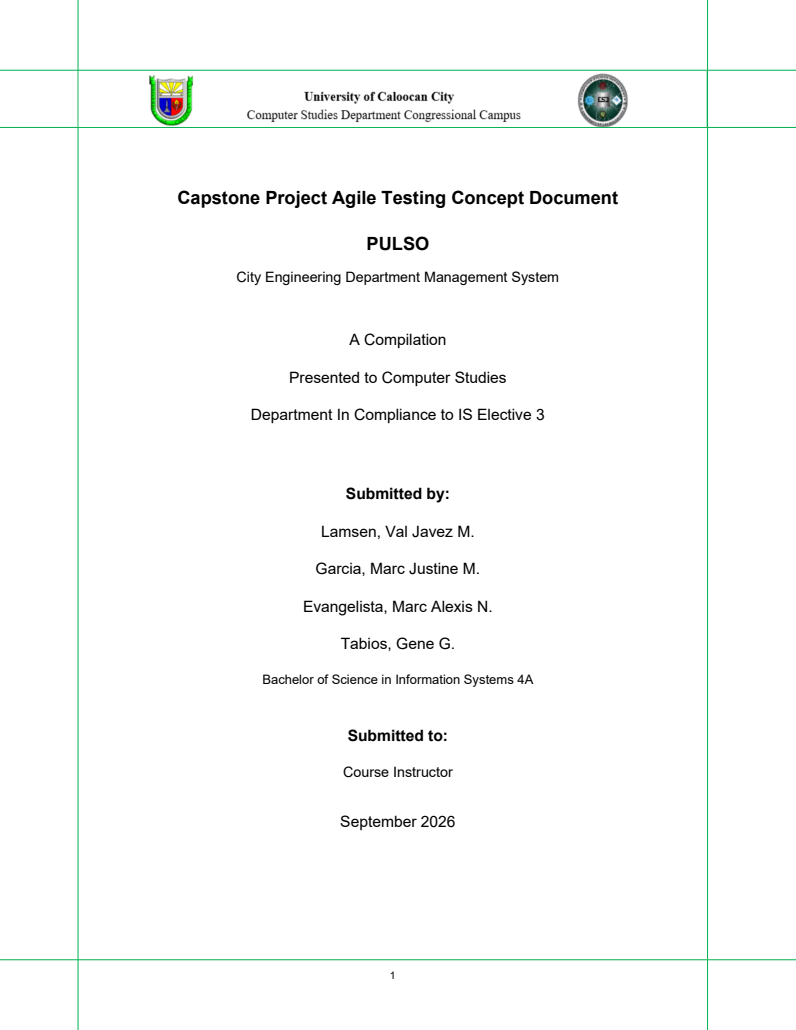 University of Caloocan City
Computer Studies Department Congressional Campus
Capstone Project Agile Testing Concept Document
PULSO
City Engineering Department Management System
A Compilation
Presented to Computer Studies
Department In Compliance to IS Elective 3
Submitted by:
Lamsen, Val Javez M.
Garcia, Marc Justine M.
Evangelista, Marc Alexis N.
Tabios, Gene G.
Bachelor of Science in Information Systems 4A
Submitted to:
Course Instructor
September 2026
1